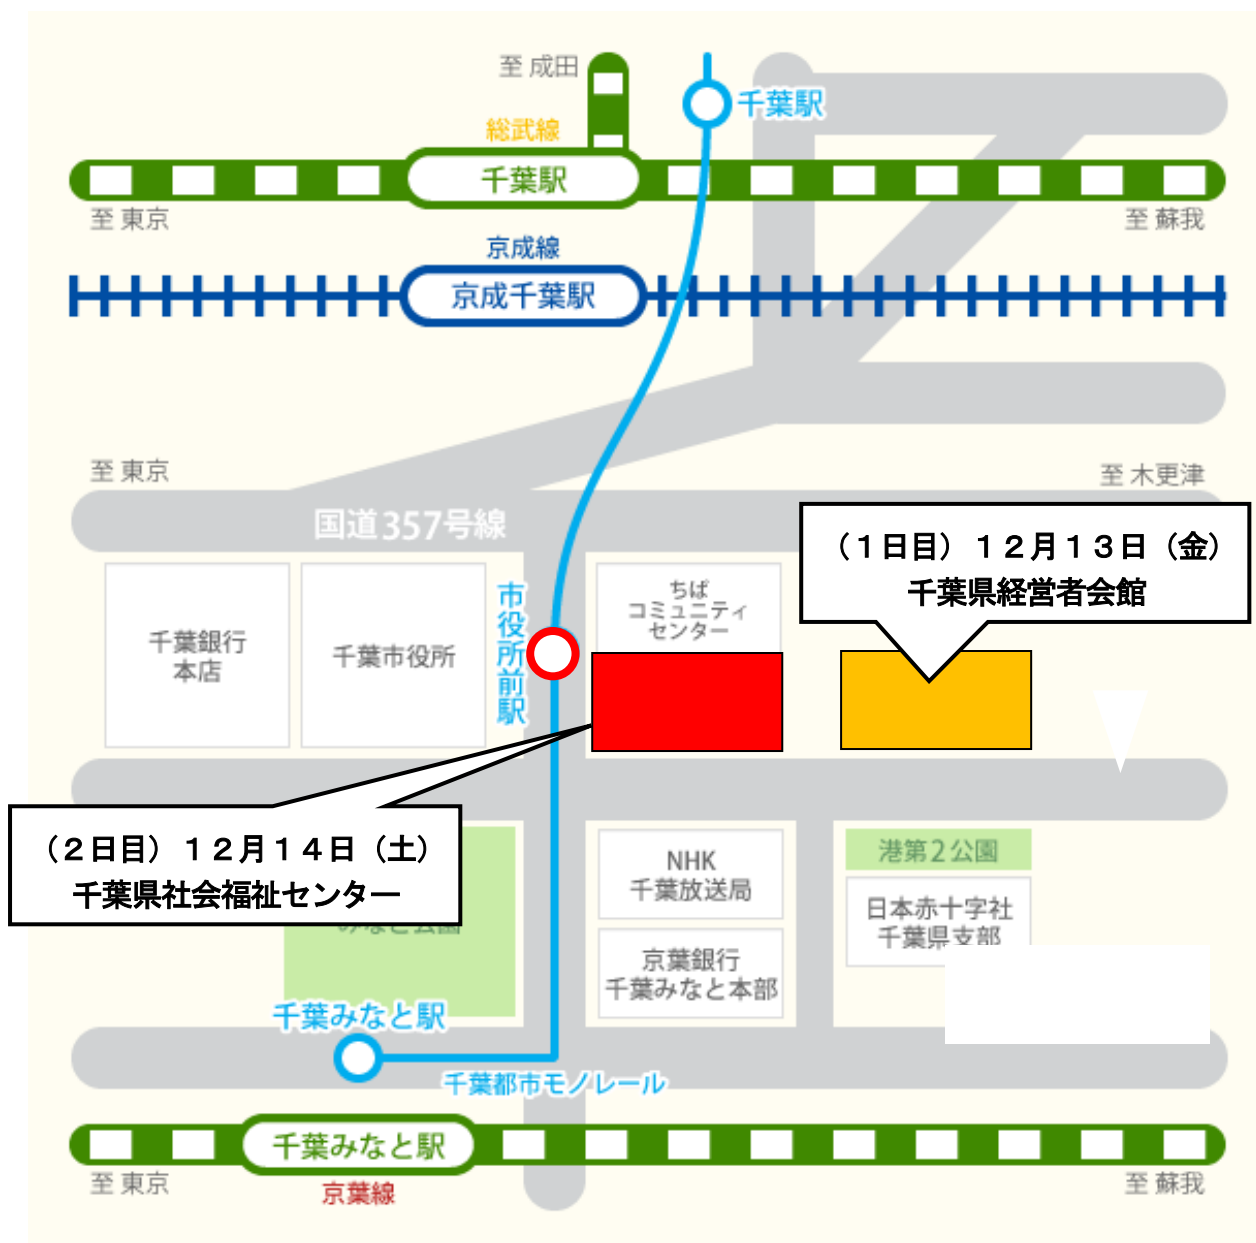 至 成田
千葉駅
総武線
千葉駅
至 東京
至 蘇我
京成線
京成千葉駅
至 東京
至 木更津
国道357号線
（１日目）１２月１３日（金）
千葉県経営者会館
千葉銀行
本店
千葉市役所
市役所前駅
ちば
コミュニティ
センター
（２日目）１２月１４日（土）
千葉県社会福祉センター
みなと公園
NHK
千葉放送局
京葉銀行
千葉みなと本部
港第2公園
日本赤十字社
千葉県支部
千葉みなと駅
千葉都市モノレール
千葉みなと駅
京葉線
至 東京
至 蘇我